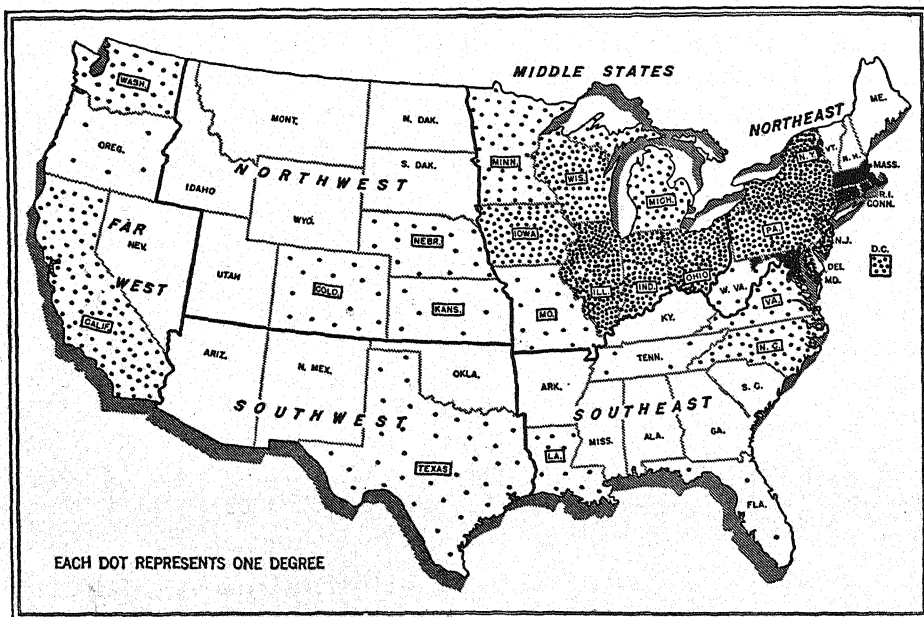 MIDDLE STATES
NORTHEAST
ME.
WASH.
MONT.
N. DAK.
MINN.
VT.
N. H.
N. Y.
MASS.
OREG.
S. DAK.
WIS.
MICH.
R.I.
CONN.
IDAHO
NORTHWEST
WYO.
IOWA
PA.
N.J.
D.C.
FAR WEST
NEV.
NEBR.
ILL.
IND.
OHIO
W. VA.
DEL
MD.
UTAH
COLO.
KANS.
MO.
KY.
VA.
CALIF.
ARIZ.
N. MEX.
OKLA.
TENN.
N. C.
ARK.
S. C.
SOUTHWEST
SOUTHEAST
MISS.
ALA.
GA.
TEXAS
LA.
FLA.
EACH DOT REPRESENTS ONE DEGREE